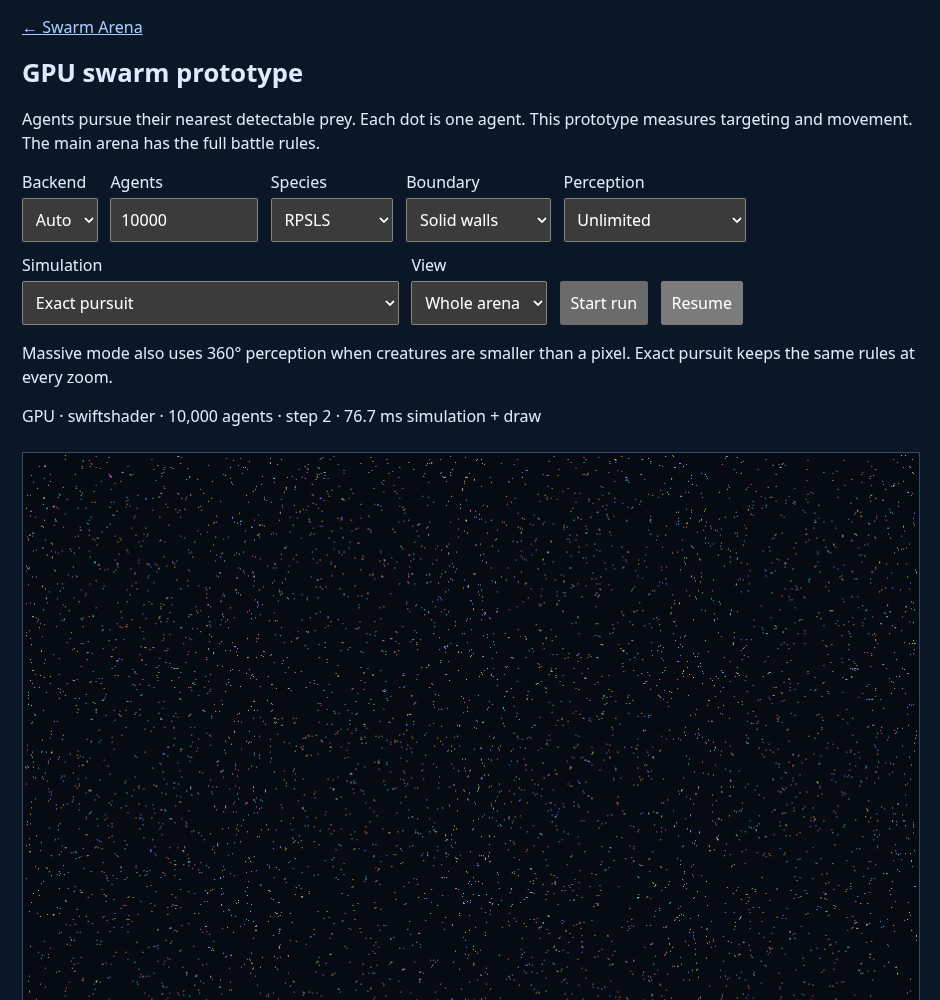 ← Swarm Arena
GPU swarm prototype
Agents pursue their nearest detectable prey. Each dot is one agent. This prototype measures targeting and movement.
The main arena has the full battle rules.
Backend Agents Species Boundary Perception
Auto 10000 RPSLS Solid walls Unlimited
Simulation View
Exact pursuit Whole arena Start run Resume
Massive mode also uses 360° perception when creatures are smaller than a pixel. Exact pursuit keeps the same rules at
every zoom.
GPU · swiftshader · 10,000 agents · step 2 · 76.7 ms simulation + draw